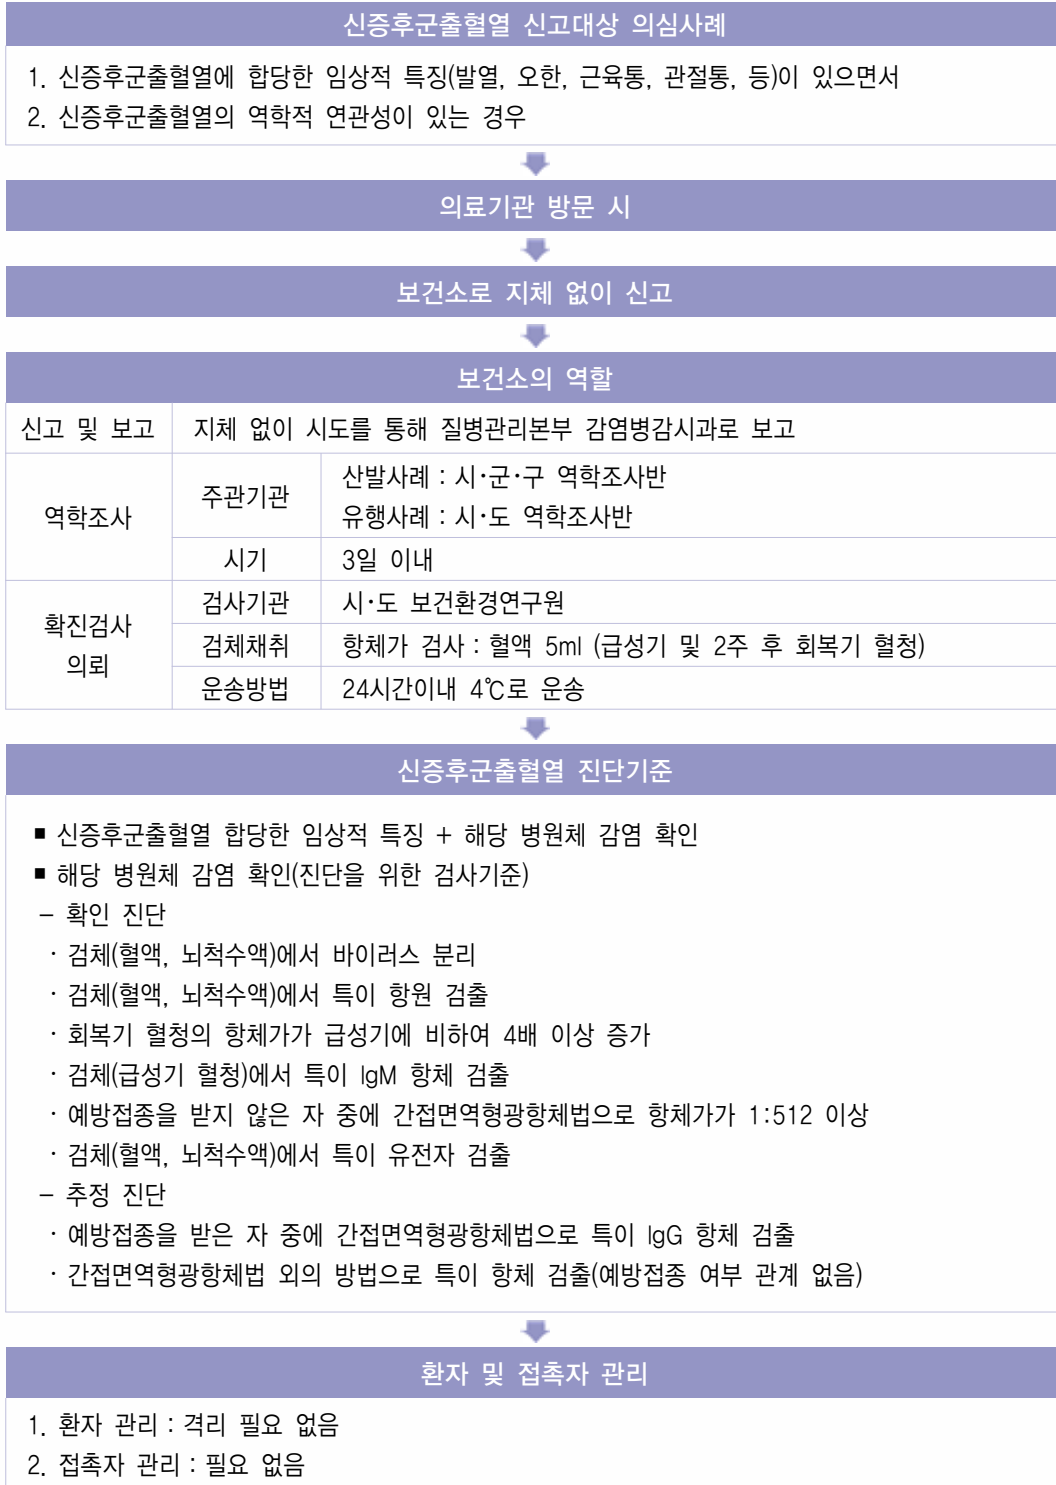 신증후군출혈열 신고대상 의심사례
1. 신증후군출혈열에 합당한 임상적 특징(발열, 오한, 근육통, 관절통, 등)이 있으면서
2. 신증후군출혈열의 역학적 연관성이 있는 경우
의료기관 방문 시
보건소로 지체 없이 신고
보건소의 역할
신고 및 보고 지체 없이 시도를 통해 질병관리본부 감염병감시과로 보고
역학조사
주관기관
산발사례 : 시·군·구 역학조사반
유행사례 : 시·도 역학조사반
시기 3일 이내
확진검사
의뢰
검사기관 시·도 보건환경연구원
검체채취 항체가 검사 : 혈액 5ml (급성기 및 2주 후 회복기 혈청)
운송방법 24시간이내 4℃로 운송
신증후군출혈열 진단기준
■ 신증후군출혈열 합당한 임상적 특징 + 해당 병원체 감염 확인
■ 해당 병원체 감염 확인(진단을 위한 검사기준)
– 확인 진단
· 검체(혈액, 뇌척수액)에서 바이러스 분리
· 검체(혈액, 뇌척수액)에서 특이 항원 검출
· 회복기 혈청의 항체가가 급성기에 비하여 4배 이상 증가
· 검체(급성기 혈청)에서 특이 IgM 항체 검출
· 예방접종을 받지 않은 자 중에 간접면역형광항체법으로 항체가가 1:512 이상
· 검체(혈액, 뇌척수액)에서 특이 유전자 검출
– 추정 진단
· 예방접종을 받은 자 중에 간접면역형광항체법으로 특이 IgG 항체 검출
· 간접면역형광항체법 외의 방법으로 특이 항체 검출(예방접종 여부 관계 없음)
환자 및 접촉자 관리
1. 환자 관리 : 격리 필요 없음
2. 접촉자 관리 : 필요 없음